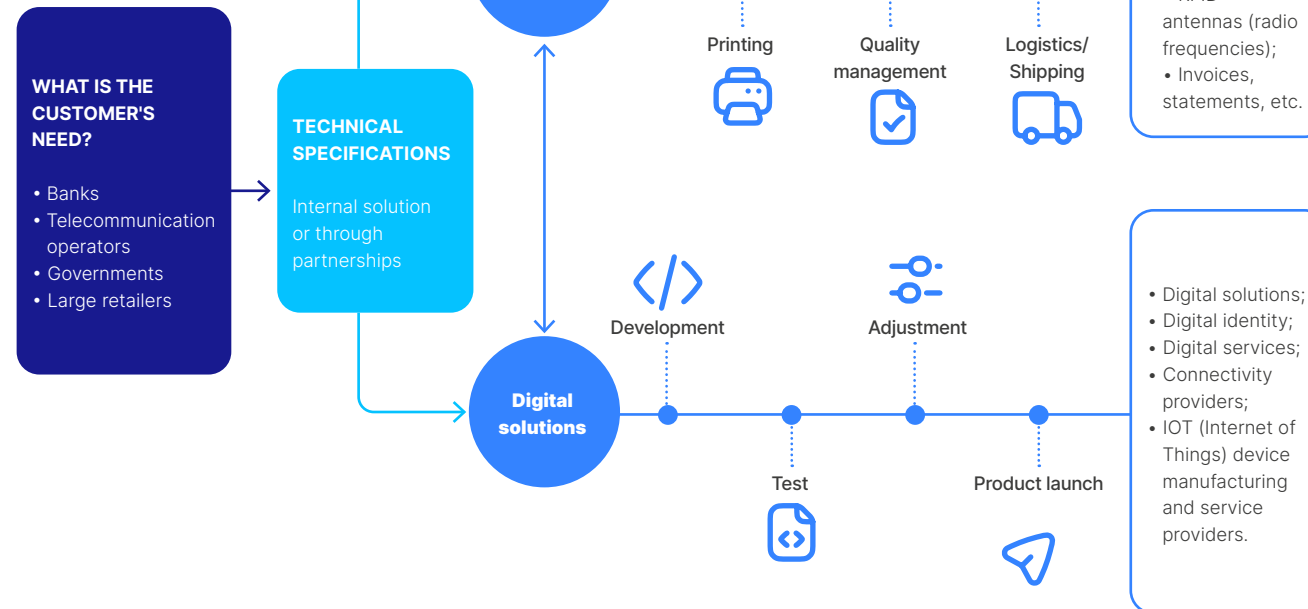 WHAT IS THE
CUSTOMER'S
NEED?
• Banks
• Telecommunication
operators
• Governments
• Large retailers
TECHNICAL
SPECIFICATIONS
Internal solution
or through
partnerships
Printing
Quality
management
Logistics/
Shipping
antennas (radio
frequencies);
• Invoices,
statements, etc.
Development
Adjustment
Digital
solutions
Test
Product launch
• Digital solutions;
• Digital identity;
• Digital services;
• Connectivity
providers;
• IOT (Internet of
Things) device
manufacturing
and service
providers.